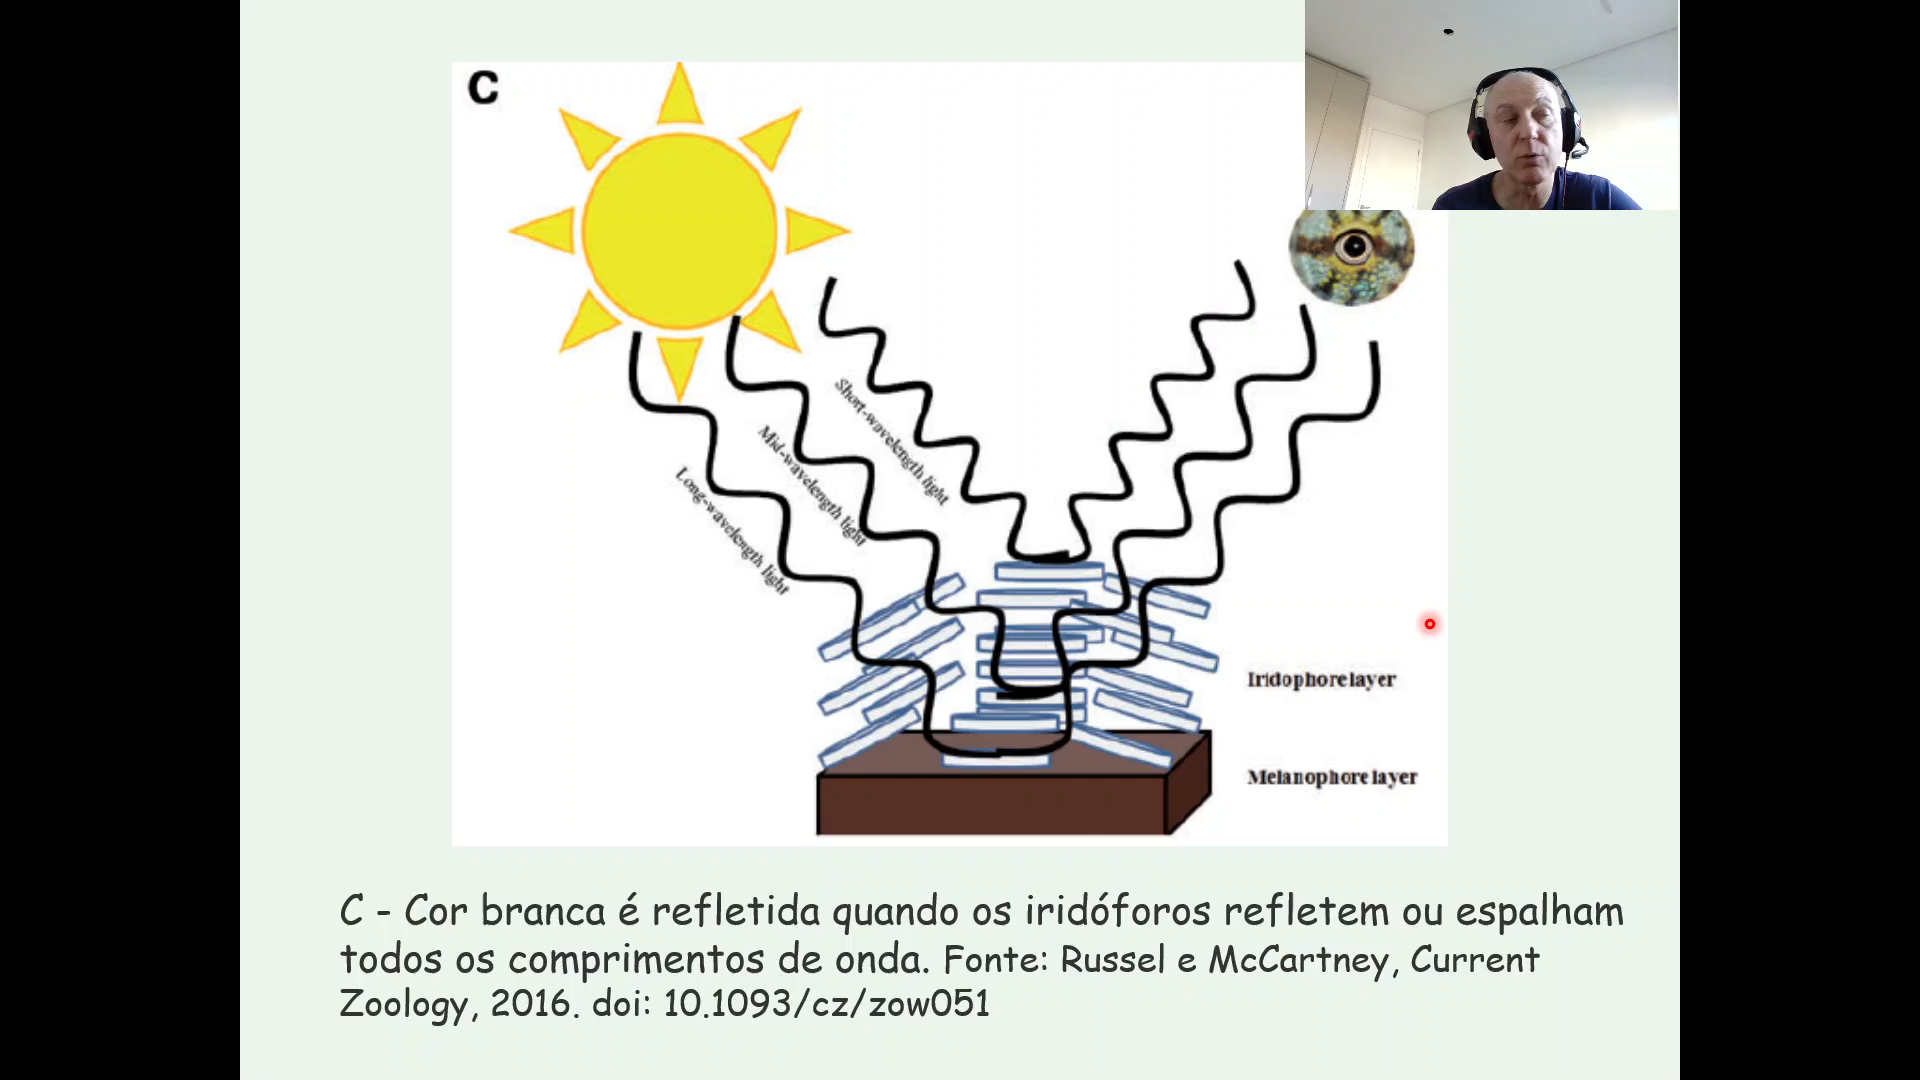 C
Short-wavelength light
Mid-wavelength light
Long-wavelength light
Iridophore layer
Melanophore layer
C - Cor branca é refletida quando os iridóforos refletem ou espalham
todos os comprimentos de onda. Fonte: Russel e McCartney, Current
Zoology, 2016. doi: 10.1093/cz/zow051